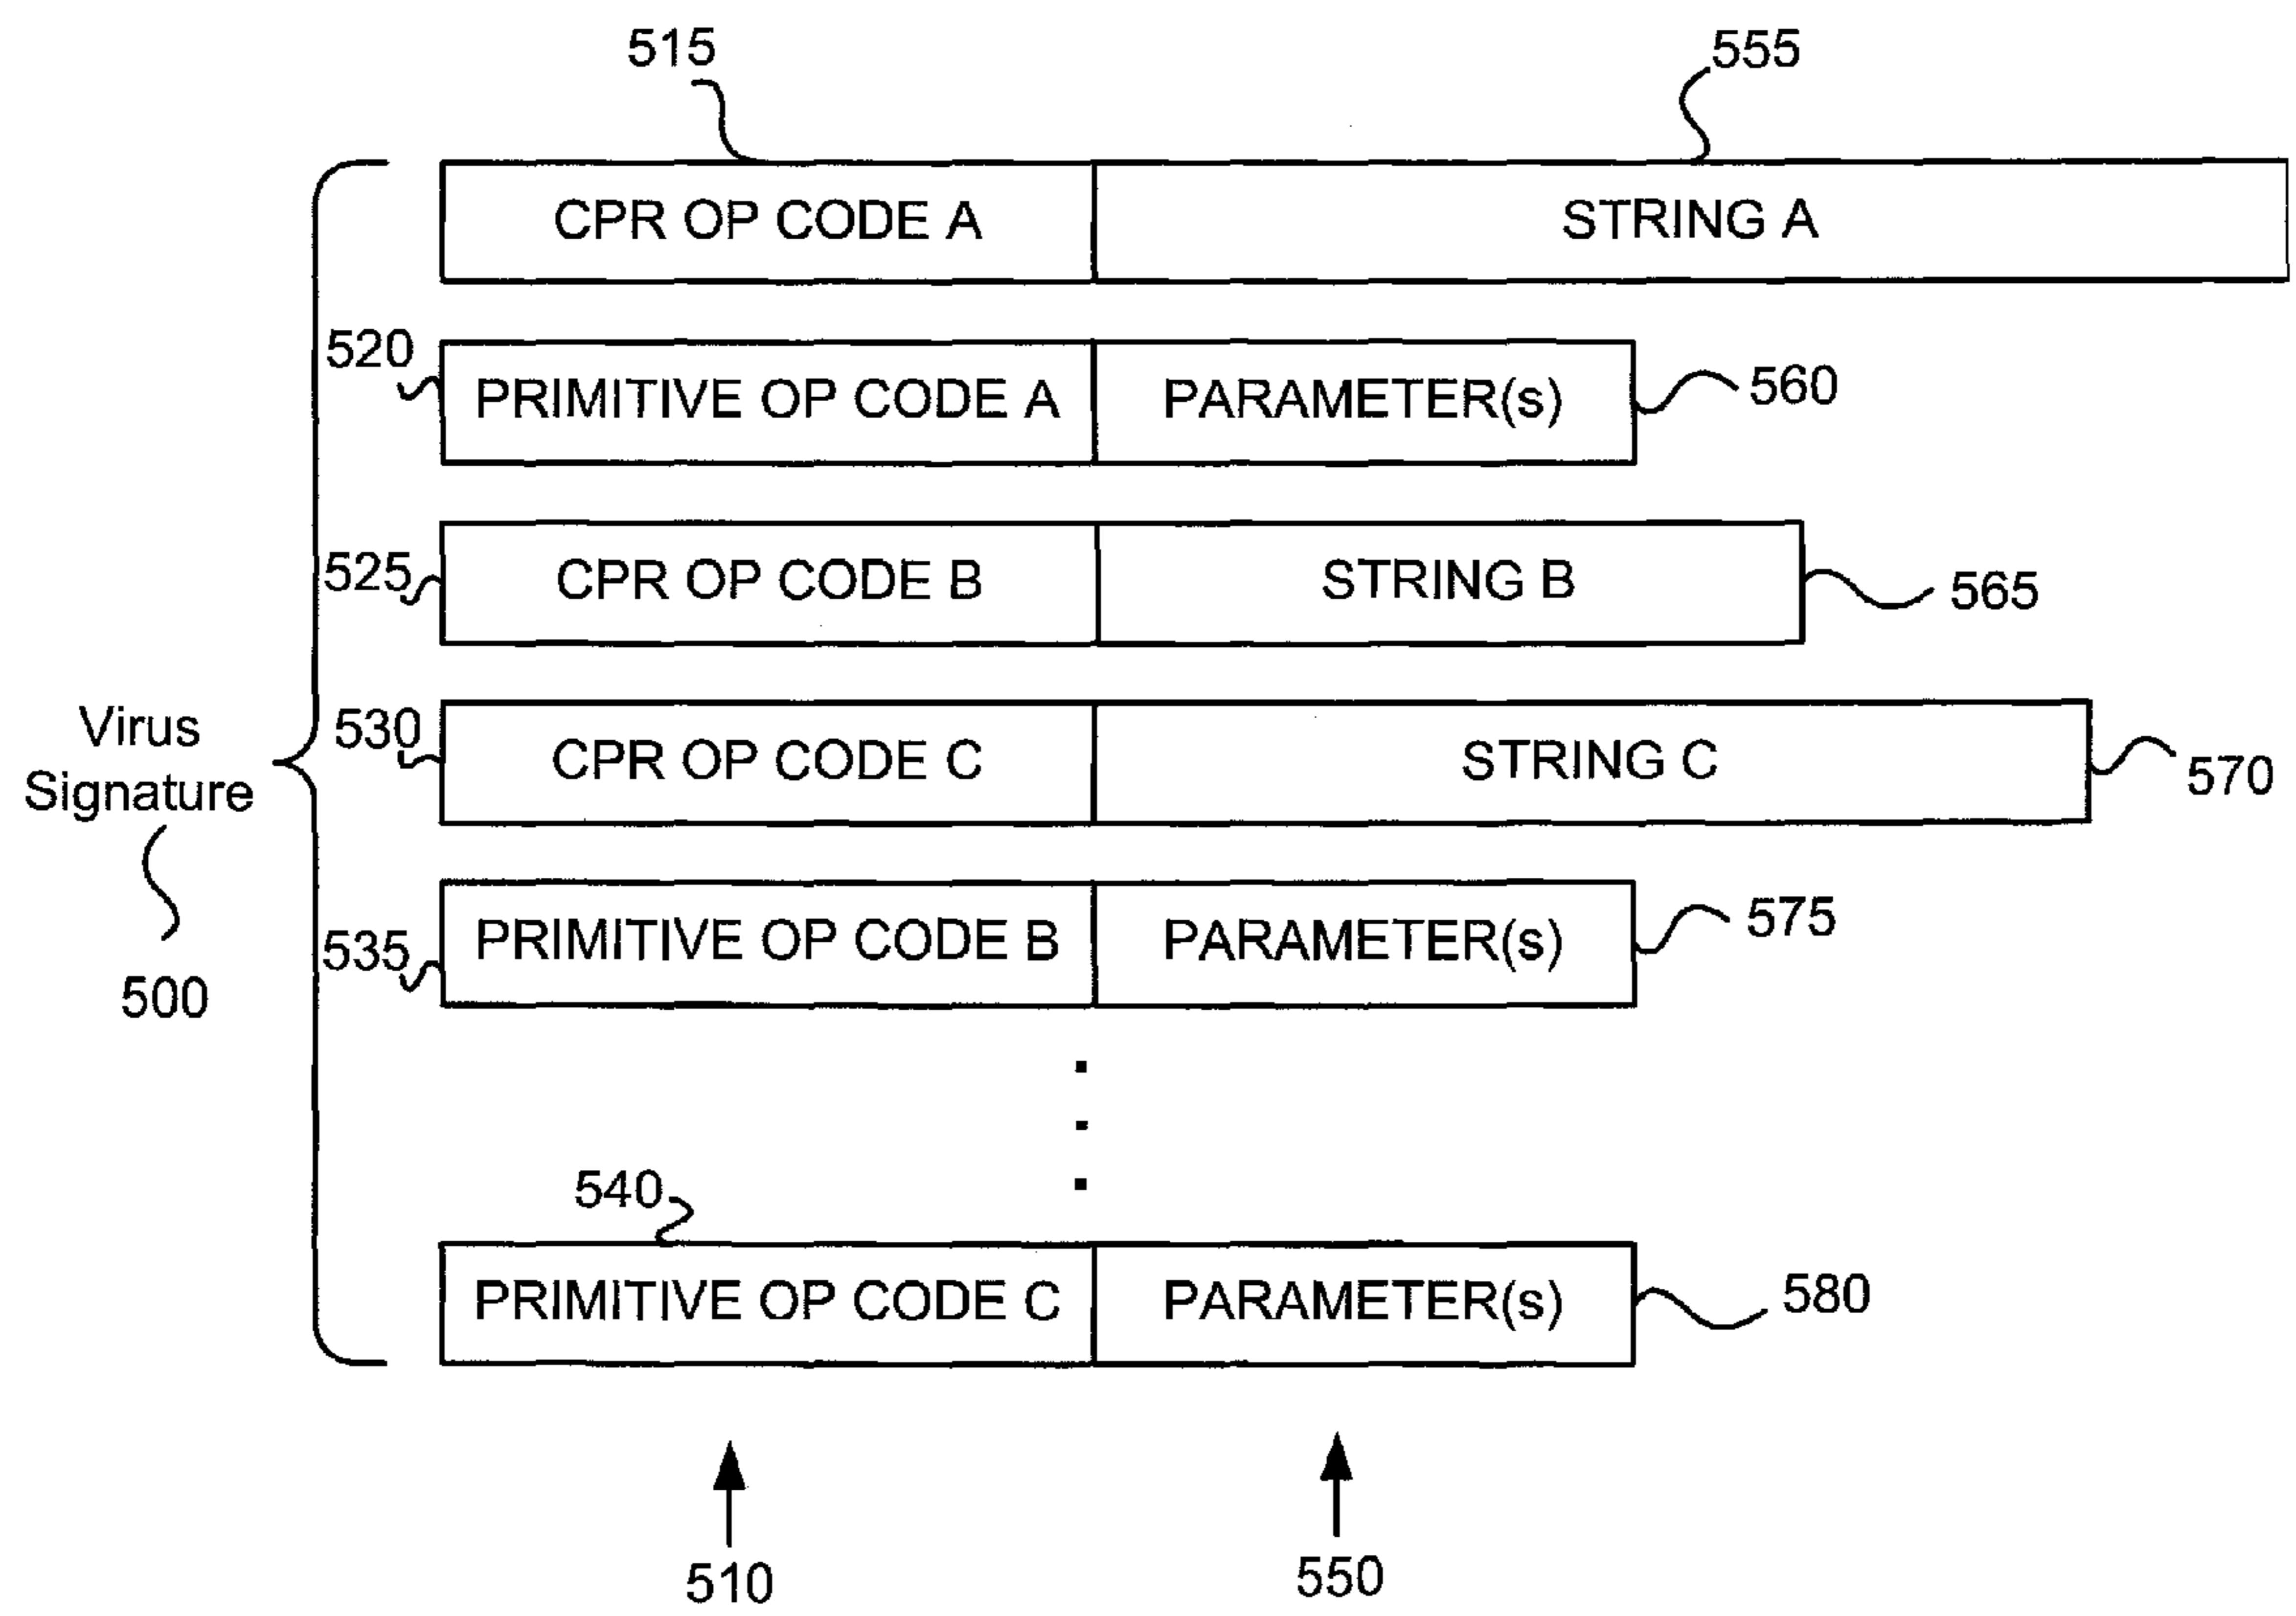 515
555
CPR OP CODE A STRING A
520
PRIMITIVE OP CODE A PARAMETER(s) 560
525 CPR OP CODE B STRING B 565
Virus
Signature
530 CPR OP CODE C STRING C 570
500
535 PRIMITIVE OP CODE B PARAMETER(s) 575
540
PRIMITIVE OP CODE C PARAMETER(s) 580
510
550